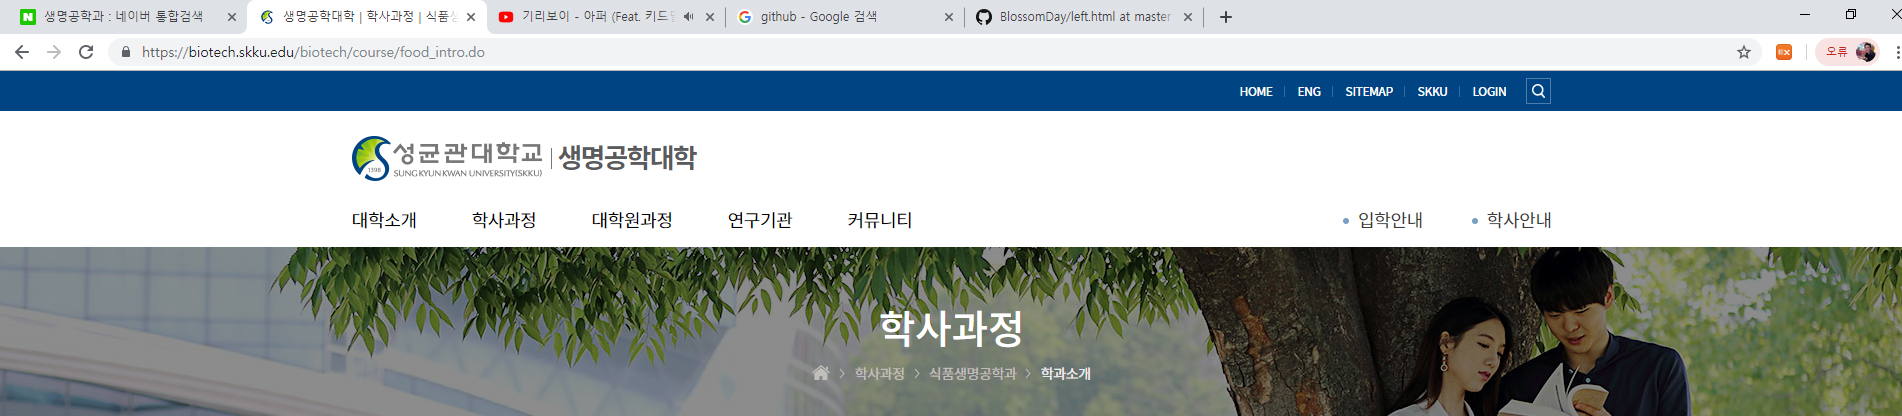 생명공학과 : 네이버 통합검색
생명공학대학 | 학사과정 | 식품생
기리보이 - 아퍼 (Feat. 키드밀
github - Google 검색
BlossomDay/left.html at master
https://biotech.skku.edu/biotech/course/food_intro.do
오류
HOME ENG SITEMAP SKKU LOGIN
성균관대학교 | 생명공학대학
1398 SUNG KYUN KWAN UNIVERSITY(SKKU)
대학소개 학사과정 대학원과정 연구기관 커뮤니티 입학안내 학사안내
학사과정
학사과정 > 식품생명공학과 > 학과소개